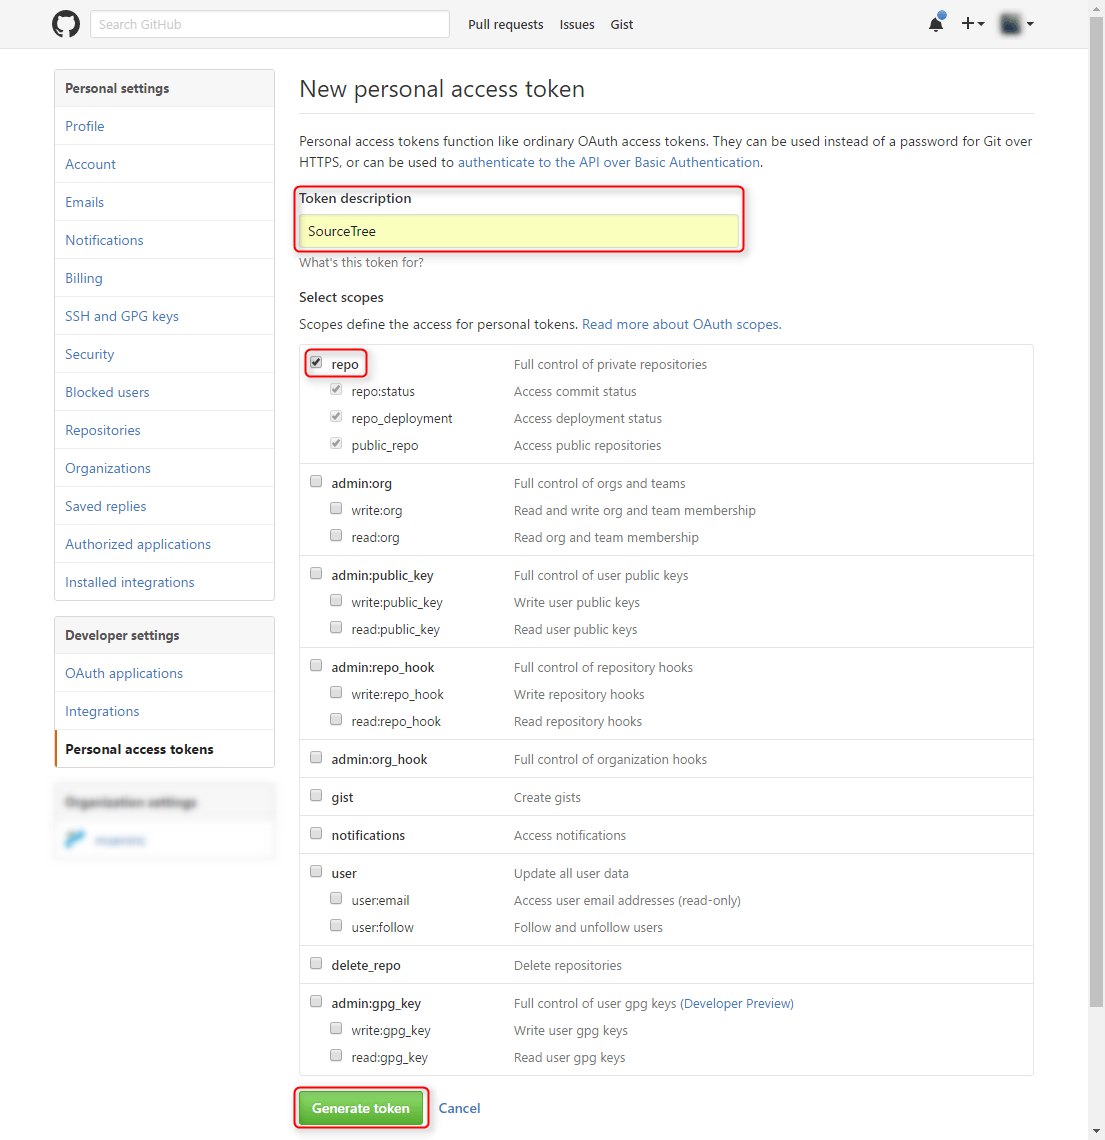 Search GitHub Pull requests Issues Gist
Personal settings
Profile
Account
Emails
Notifications
Billing
SSH and GPG keys
Security
Blocked users
Repositories
Organizations
Saved replies
Authorized applications
Installed integrations
Developer settings
OAuth applications
Integrations
Personal access tokens
Organization settings
New personal access token
Personal access tokens function like ordinary OAuth access tokens. They can be used instead of a password for Git over
HTTPS, or can be used to authenticate to the API over Basic Authentication.
Token description
SourceTree
What's this token for?
Select scopes
Scopes define the access for personal tokens. Read more about OAuth scopes.
repo Full control of private repositories
repo:status Access commit status
repo_deployment Access deployment status
public_repo Access public repositories
admin:org Full control of orgs and teams
write:org Read and write org and team membership
read:org Read org and team membership
admin:public_key Full control of user public keys
write:public_key Write user public keys
read:public_key Read user public keys
admin:repo_hook Full control of repository hooks
write:repo_hook Write repository hooks
read:repo_hook Read repository hooks
admin:org_hook Full control of organization hooks
gist Create gists
notifications Access notifications
user Update all user data
user:email Access user email addresses (read-only)
user:follow Follow and unfollow users
delete_repo Delete repositories
admin:gpg_key Full control of user gpg keys (Developer Preview)
write:gpg_key Write user gpg keys
read:gpg_key Read user gpg keys
Generate token Cancel